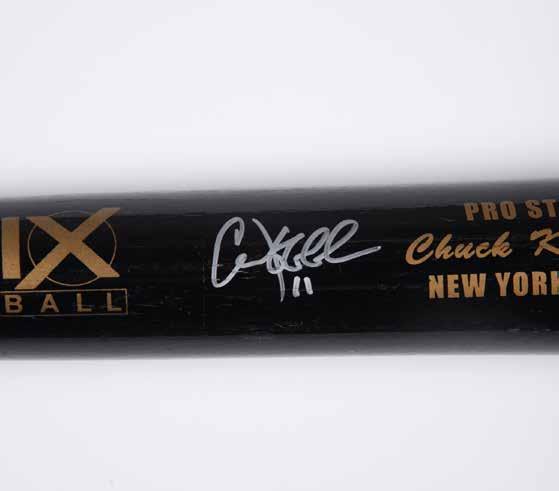 IX
BALL
11
PRO ST
Chuck K
NEW YORK